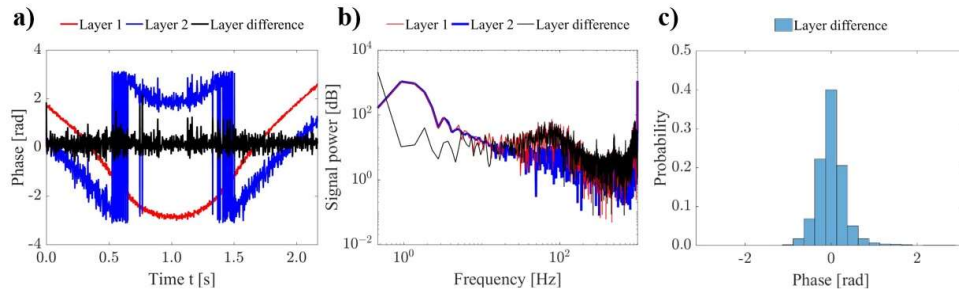 a)
Layer 1 Layer 2 Layer difference
Phase [rad]
4
2
0
-2
-4
0.0 0.5 1.0 1.5 2.0
Time t [s]
b)
Layer 1 Layer 2 Layer difference
Signal power [dB]
10^4
10^2
10^0
10^-2
10^0 10^2
Frequency [Hz]
c)
Layer difference
Probability
0.5
0.4
0.3
0.2
0.1
0.0
-2 0 2
Phase [rad]